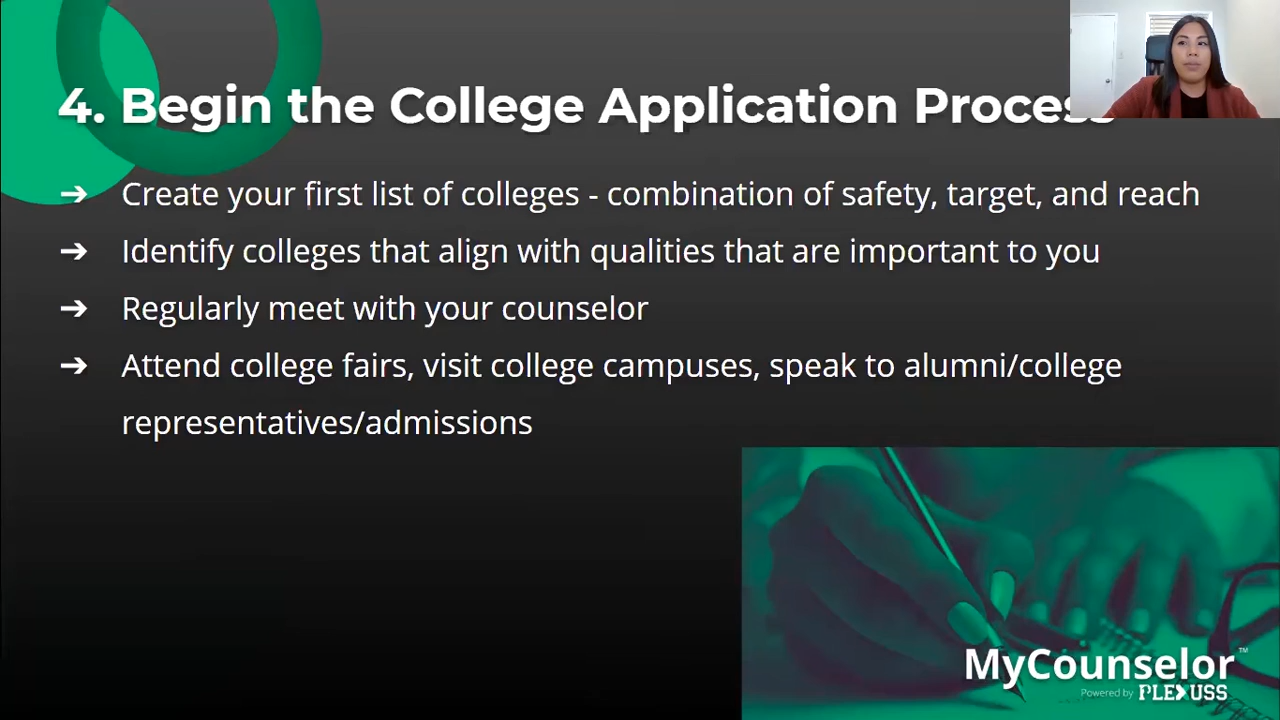 4. Begin the College Application Process
➔ Create your first list of colleges - combination of safety, target, and reach
➔ Identify colleges that align with qualities that are important to you
➔ Regularly meet with your counselor
➔ Attend college fairs, visit college campuses, speak to alumni/college
representatives/admissions
MyCounselor™
Powered by PLEXUSS